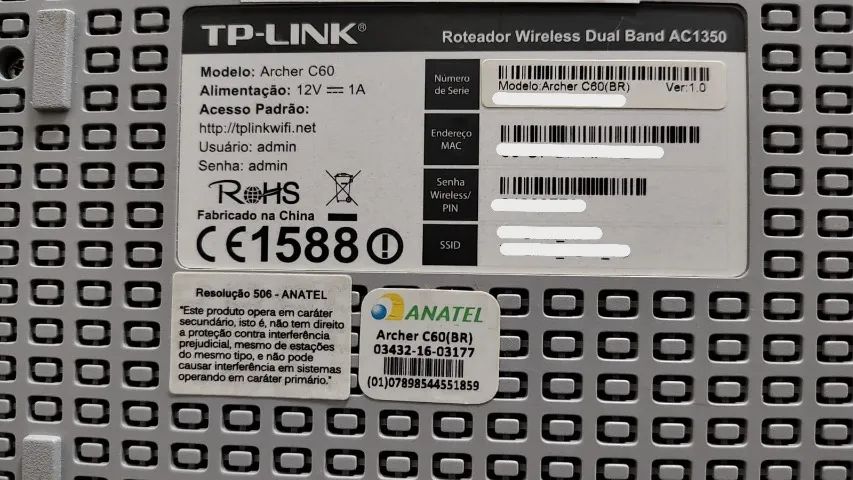 TP-LINK®
Roteador Wireless Dual Band AC1350
Modelo: Archer C60
Alimentação: 12V ⎓ 1A
Acesso Padrão:
http://tplinkwifi.net
Usuário: admin
Senha: admin
RoHS
Fabricado na China
CE1588
Número
de Serie
Modelo:Archer C60(BR) Ver:1.0
Endereço
MAC
Senha
Wireless/
PIN
SSID
Resolução 506 - ANATEL
"Este produto opera em caráter
secundário, isto é, não tem direito
a proteção contra interferência
prejudicial, mesmo de estações
do mesmo tipo, e não pode
causar interferência em sistemas
operando em caráter primário."
ANATEL
Archer C60(BR)
03432-16-03177
(01)07898544551859